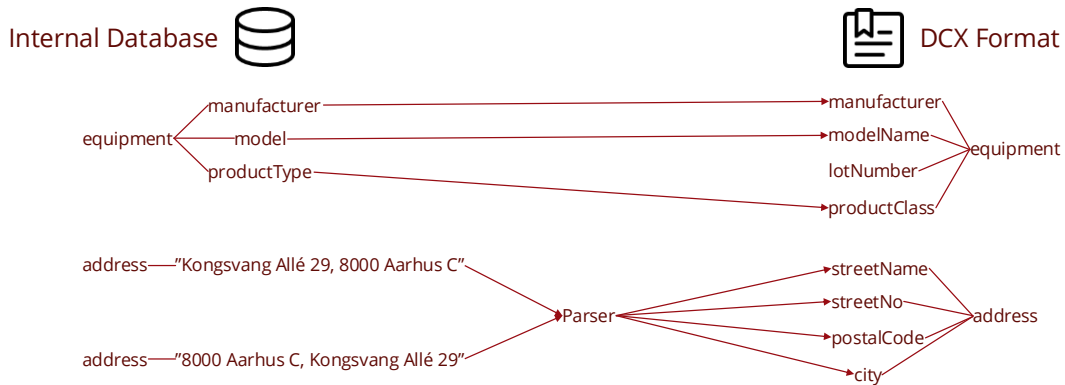 Internal Database
DCX Format
manufacturer
equipment
model
productType
manufacturer
modelName
lotNumber
productClass
equipment
address
”Kongsvang Allé 29, 8000 Aarhus C”
address
”8000 Aarhus C, Kongsvang Allé 29”
Parser
streetName
streetNo
postalCode
city
address